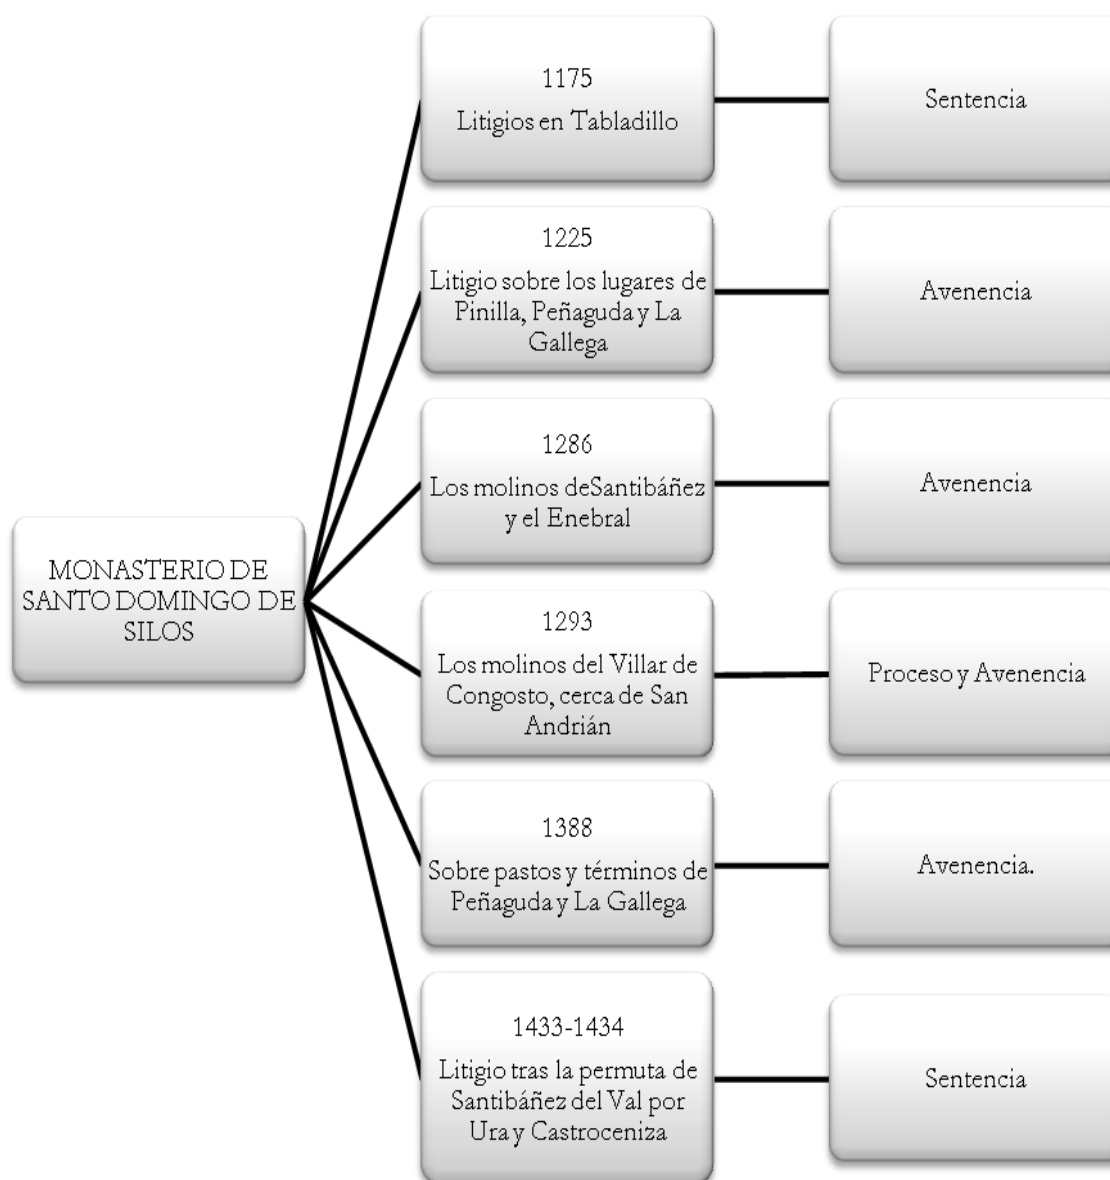 MONASTERIO DE
SANTO DOMINGO DE
SILOS
1175
Litigios en Tabladillo
Sentencia
1225
Litigio sobre los lugares de
Pinilla, Peñaguda y La
Gallega
Avenencia
1286
Los molinos deSantibáñez
y el Enebral
Avenencia
1293
Los molinos del Villar de
Congosto, cerca de San
Andrián
Proceso y Avenencia
1388
Sobre pastos y términos de
Peñaguda y La Gallega
Avenencia.
1433-1434
Litigio tras la permuta de
Santibáñez del Val por
Ura y Castroceniza
Sentencia